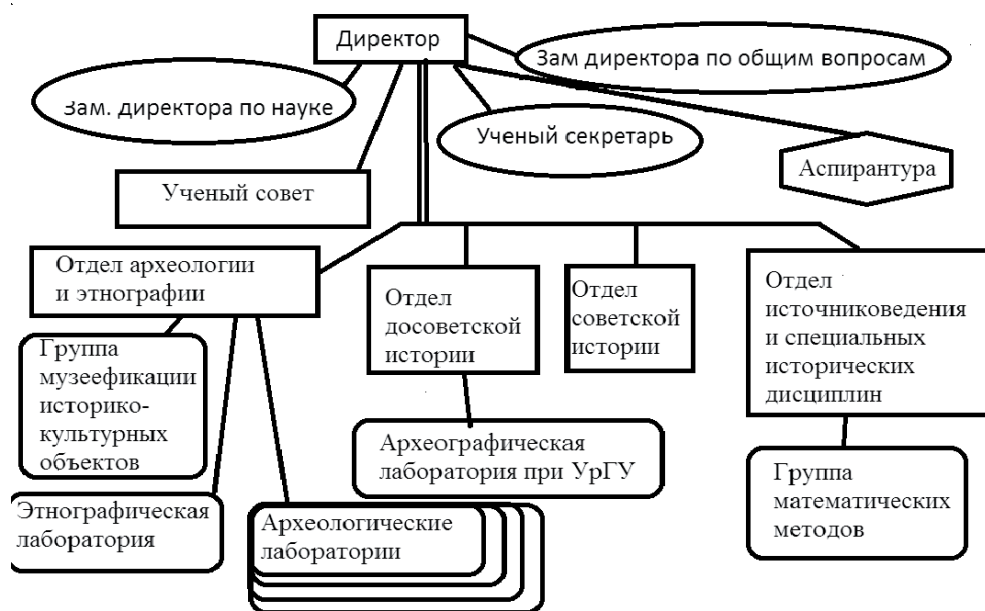 Директор
Зам директора по общим вопросам
Зам. директора по науке
Ученый секретарь
Аспирантура
Ученый совет
Отдел археологии
и этнографии
Отдел
досоветской
истории
Отдел
советской
истории
Отдел
источниковедения
и специальных
исторических
дисциплин
Группа
музеефикации
историко-
культурных
объектов
Археографическая
лаборатория при УрГУ
Группа
математических
методов
Этнографическая
лаборатория
Археологические
лаборатории